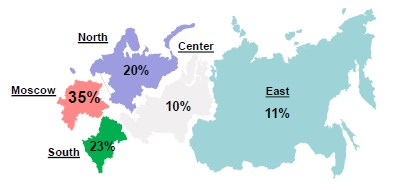 North
Center
20%
Moscow
35%
East
10%
11%
South
23%